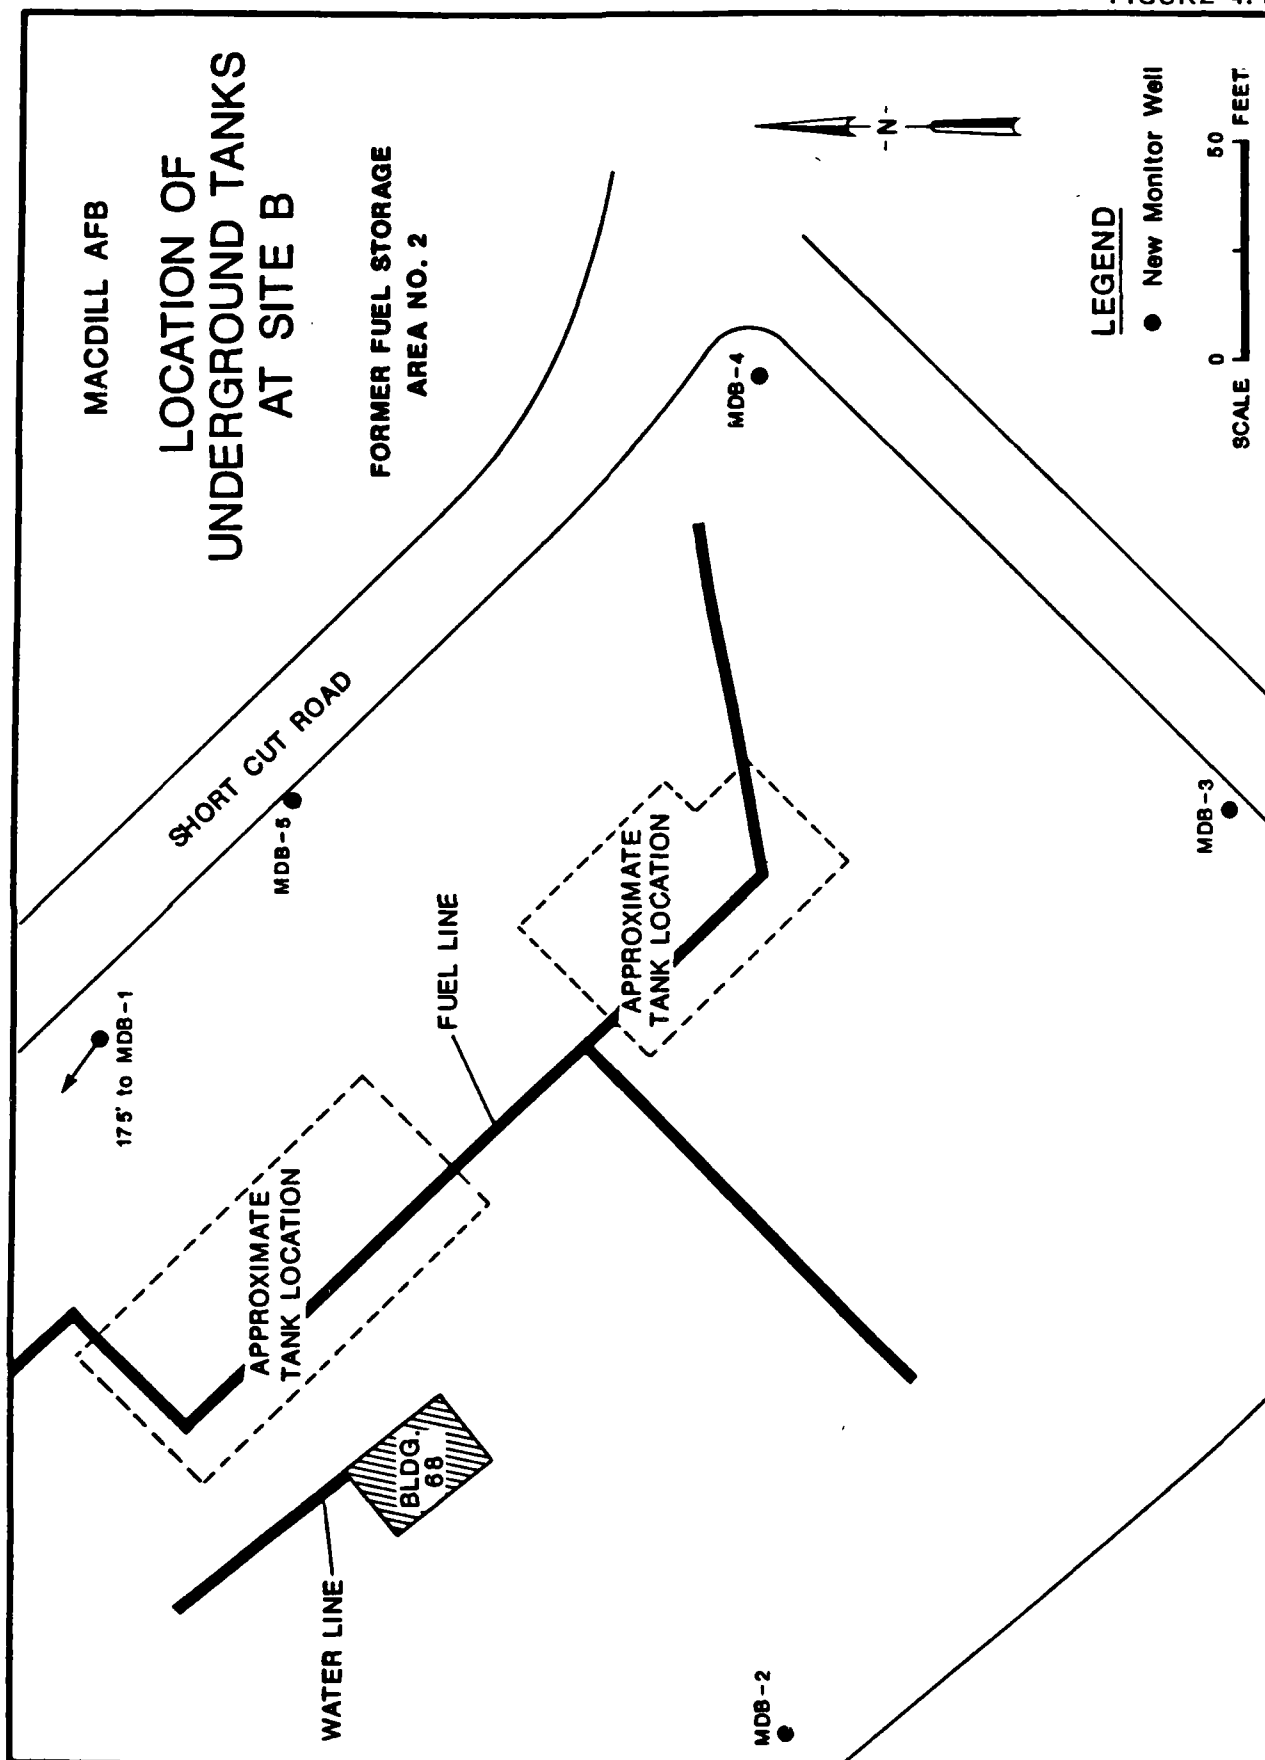 MACDILL AFB
LOCATION OF
UNDERGROUND TANKS
AT SITE B
FORMER FUEL STORAGE
AREA NO. 2
SHORT CUT ROAD
MDB-5
175' to MDB-1
FUEL LINE
APPROXIMATE
TANK LOCATION
APPROXIMATE
TANK LOCATION
BLDG.
68
WATER LINE
MDB-2
MDB-4
MDB-3
-N-
LEGEND
● New Monitor Well
0 50
SCALE FEET